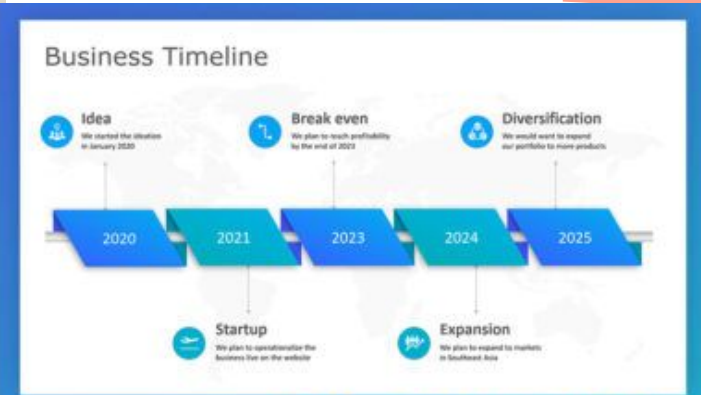 Business Timeline
Idea
We started the ideation
in January 2020
Break even
We plan to reach profitability
by the end of 2023
Diversification
We would want to expand
our portfolio to more products
2020
2021
2023
2024
2025
Startup
We plan to operationalize the
business live on the website
Expansion
We plan to expand to markets
in Southeast Asia